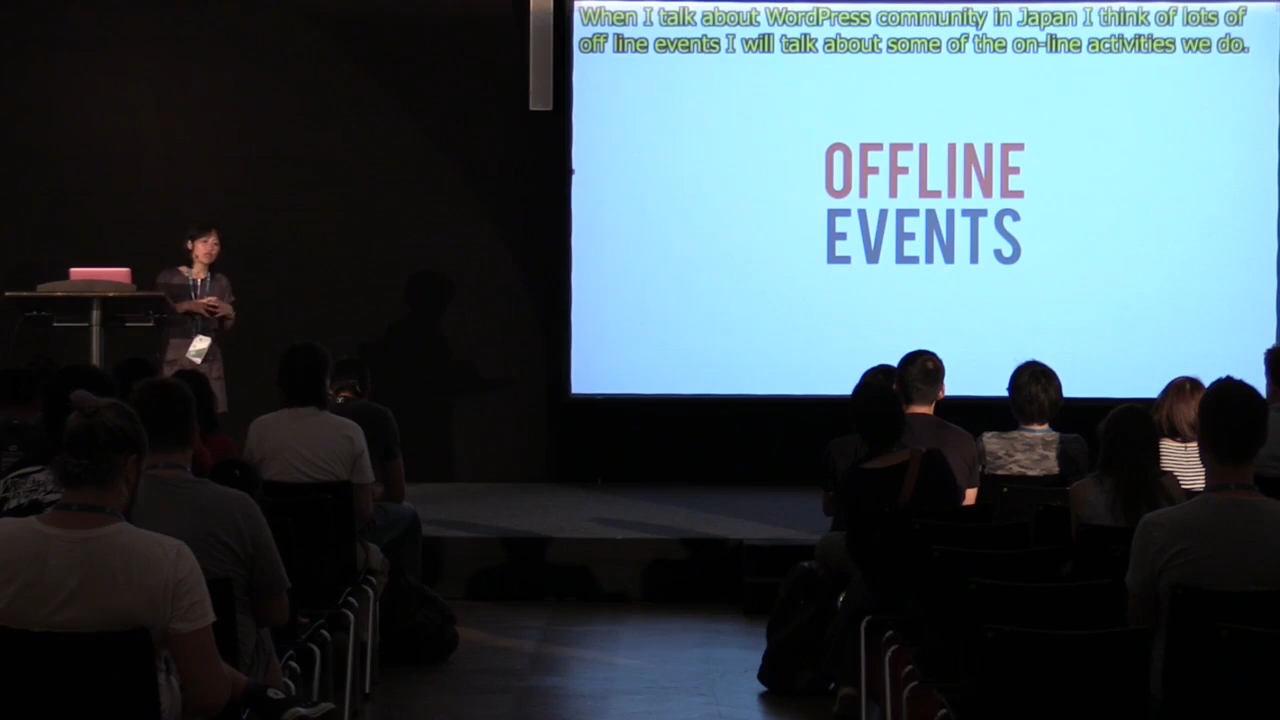 When I talk about WordPress community in Japan I think of lots of
off line events I will talk about some of the on-line activities we do.
OFFLINE
EVENTS